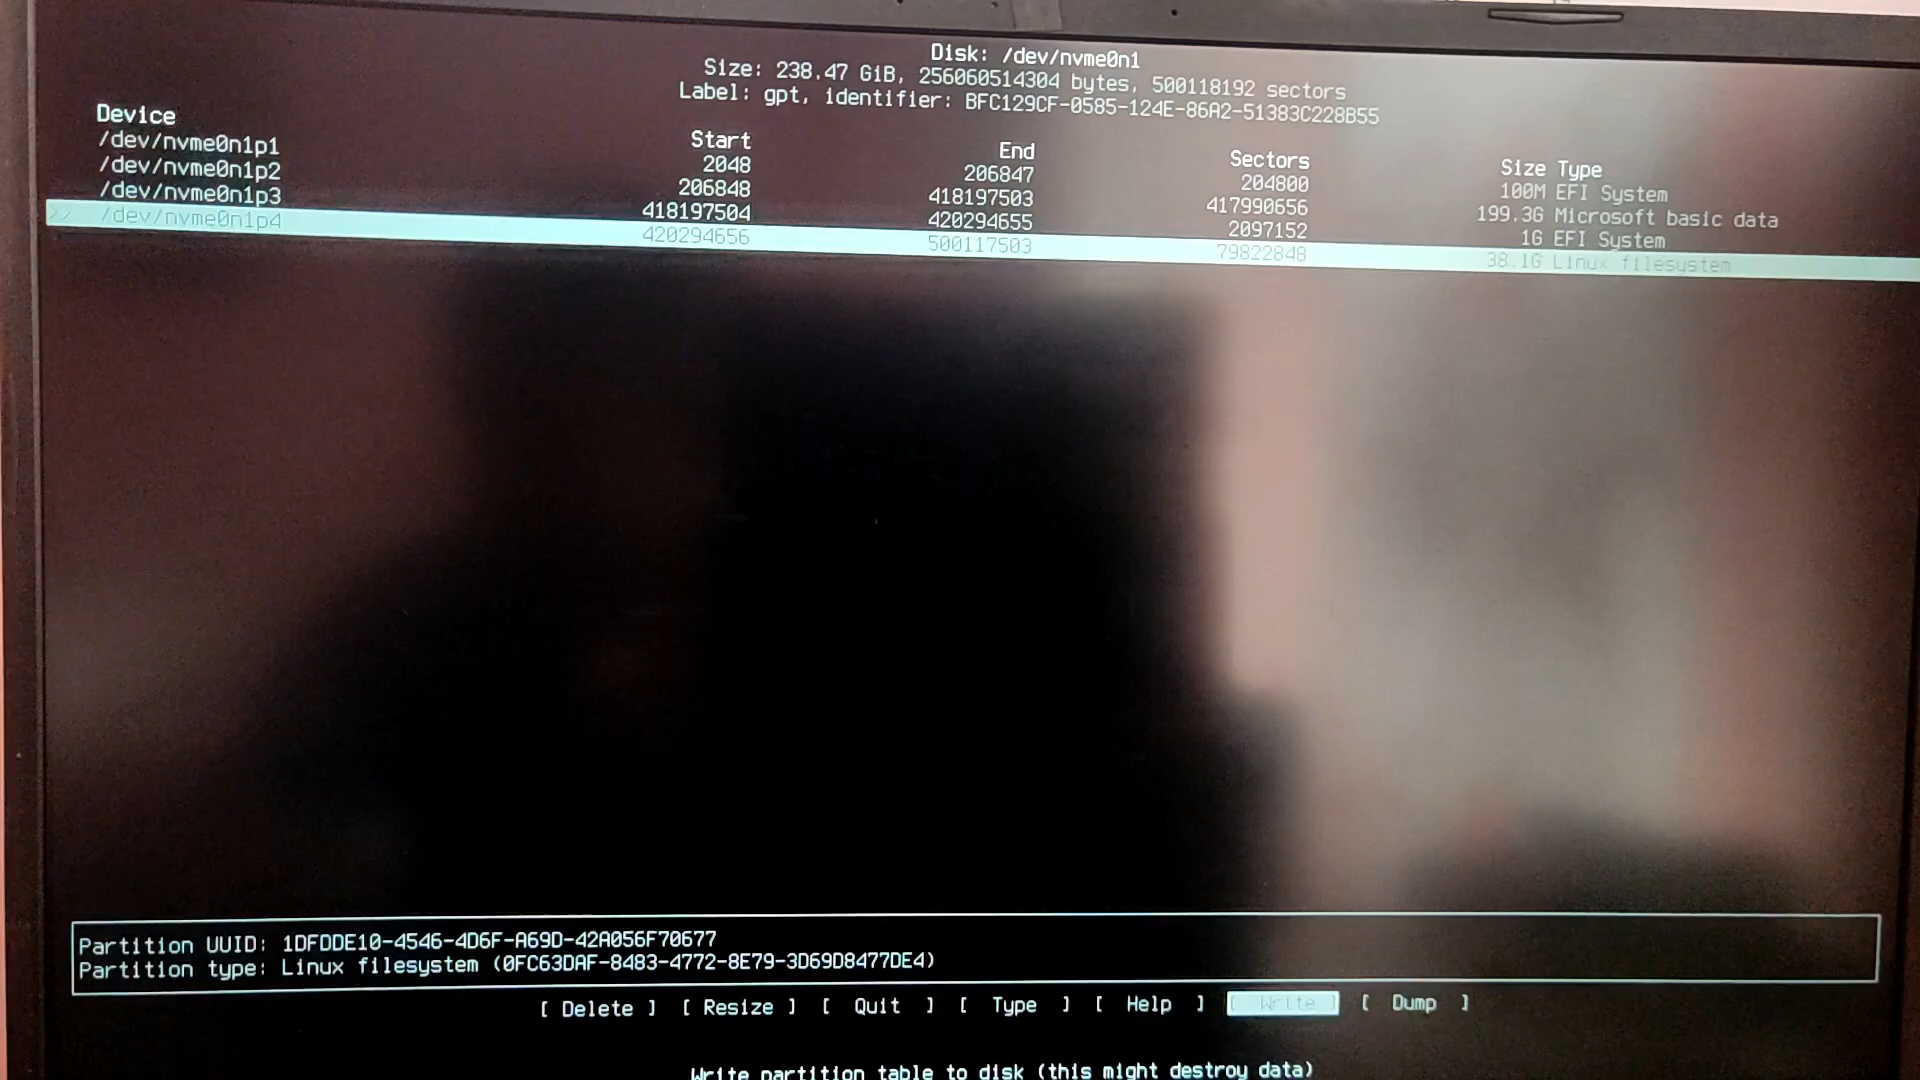 Disk: /dev/nvme0n1
Size: 238.47 GiB, 256060514304 bytes, 500118192 sectors
Label: gpt, identifier: BFC129CF-0585-124E-86A2-51383C228B55
Device Start End Sectors Size Type
/dev/nvme0n1p1 2048 206847 204800 100M EFI System
/dev/nvme0n1p2 206848 418197503 417990656 199.3G Microsoft basic data
/dev/nvme0n1p3 418197504 420294655 2097152 1G EFI System
>> /dev/nvme0n1p4 420294656 500117503 79822848 38.1G Linux filesystem
Partition UUID: 1DFDDE10-4546-4D6F-A69D-42A056F70677
Partition type: Linux filesystem (0FC63DAF-8483-4772-8E79-3D69D8477DE4)
[ Delete ] [ Resize ] [ Quit ] [ Type ] [ Help ] [ Write ] [ Dump ]
Write partition table to disk (this might destroy data)